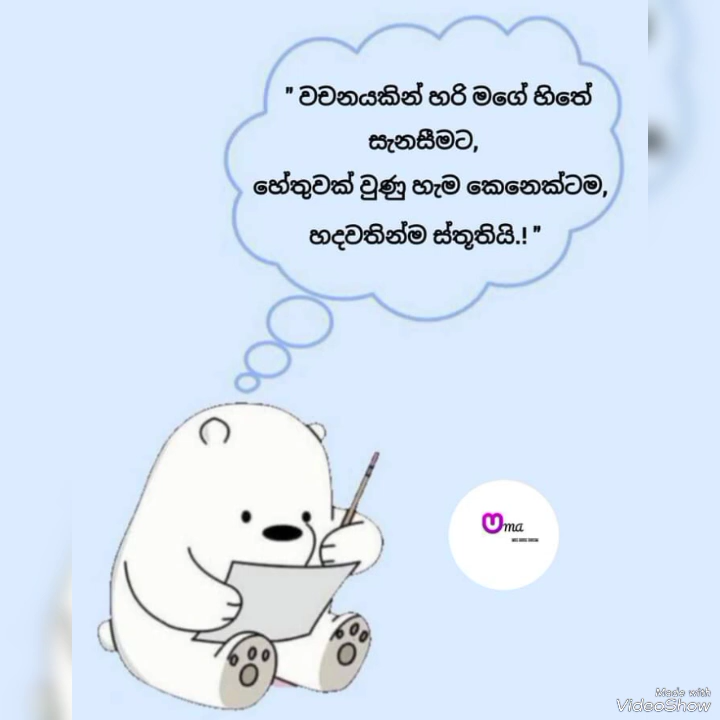 " වචනයකින් හරි මගේ හිතේ
සැනසීමට,
හේතුවක් වුණු හැම කෙනෙක්ටම,
හදවතින්ම ස්තූතියි.! "
Uma
Made with
VideoShow